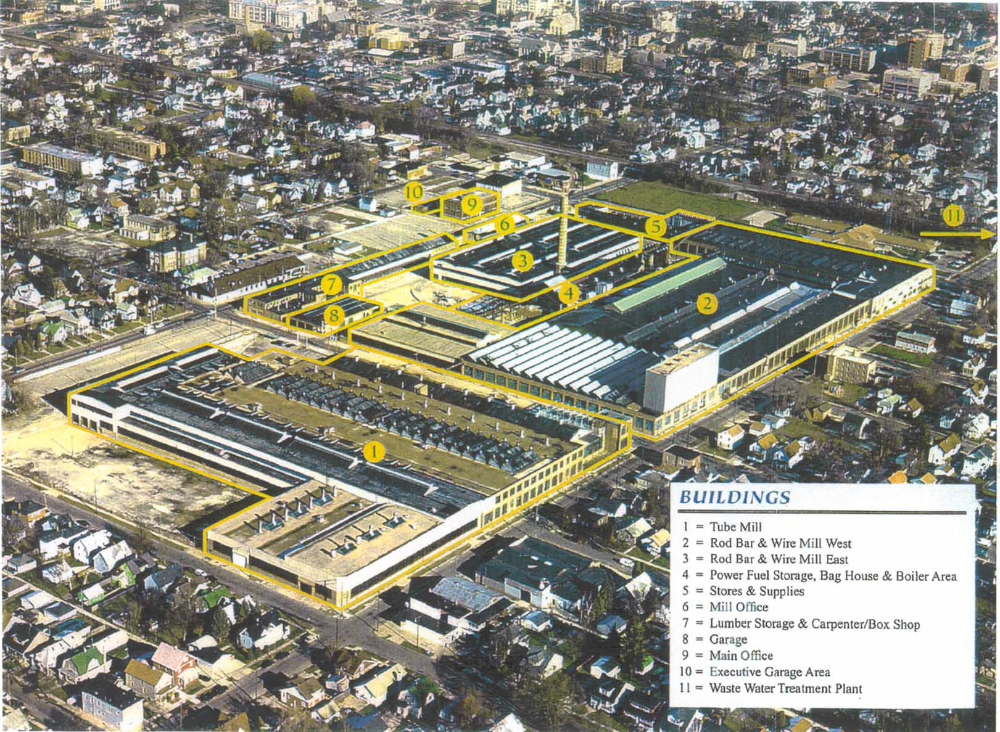 10
9
11
6
5
3
7
4
2
8
1
BUILDINGS
1 = Tube Mill
2 = Rod Bar & Wire Mill West
3 = Rod Bar & Wire Mill East
4 = Power Fuel Storage, Bag House & Boiler Area
5 = Stores & Supplies
6 = Mill Office
7 = Lumber Storage & Carpenter/Box Shop
8 = Garage
9 = Main Office
10 = Executive Garage Area
11 = Waste Water Treatment Plant